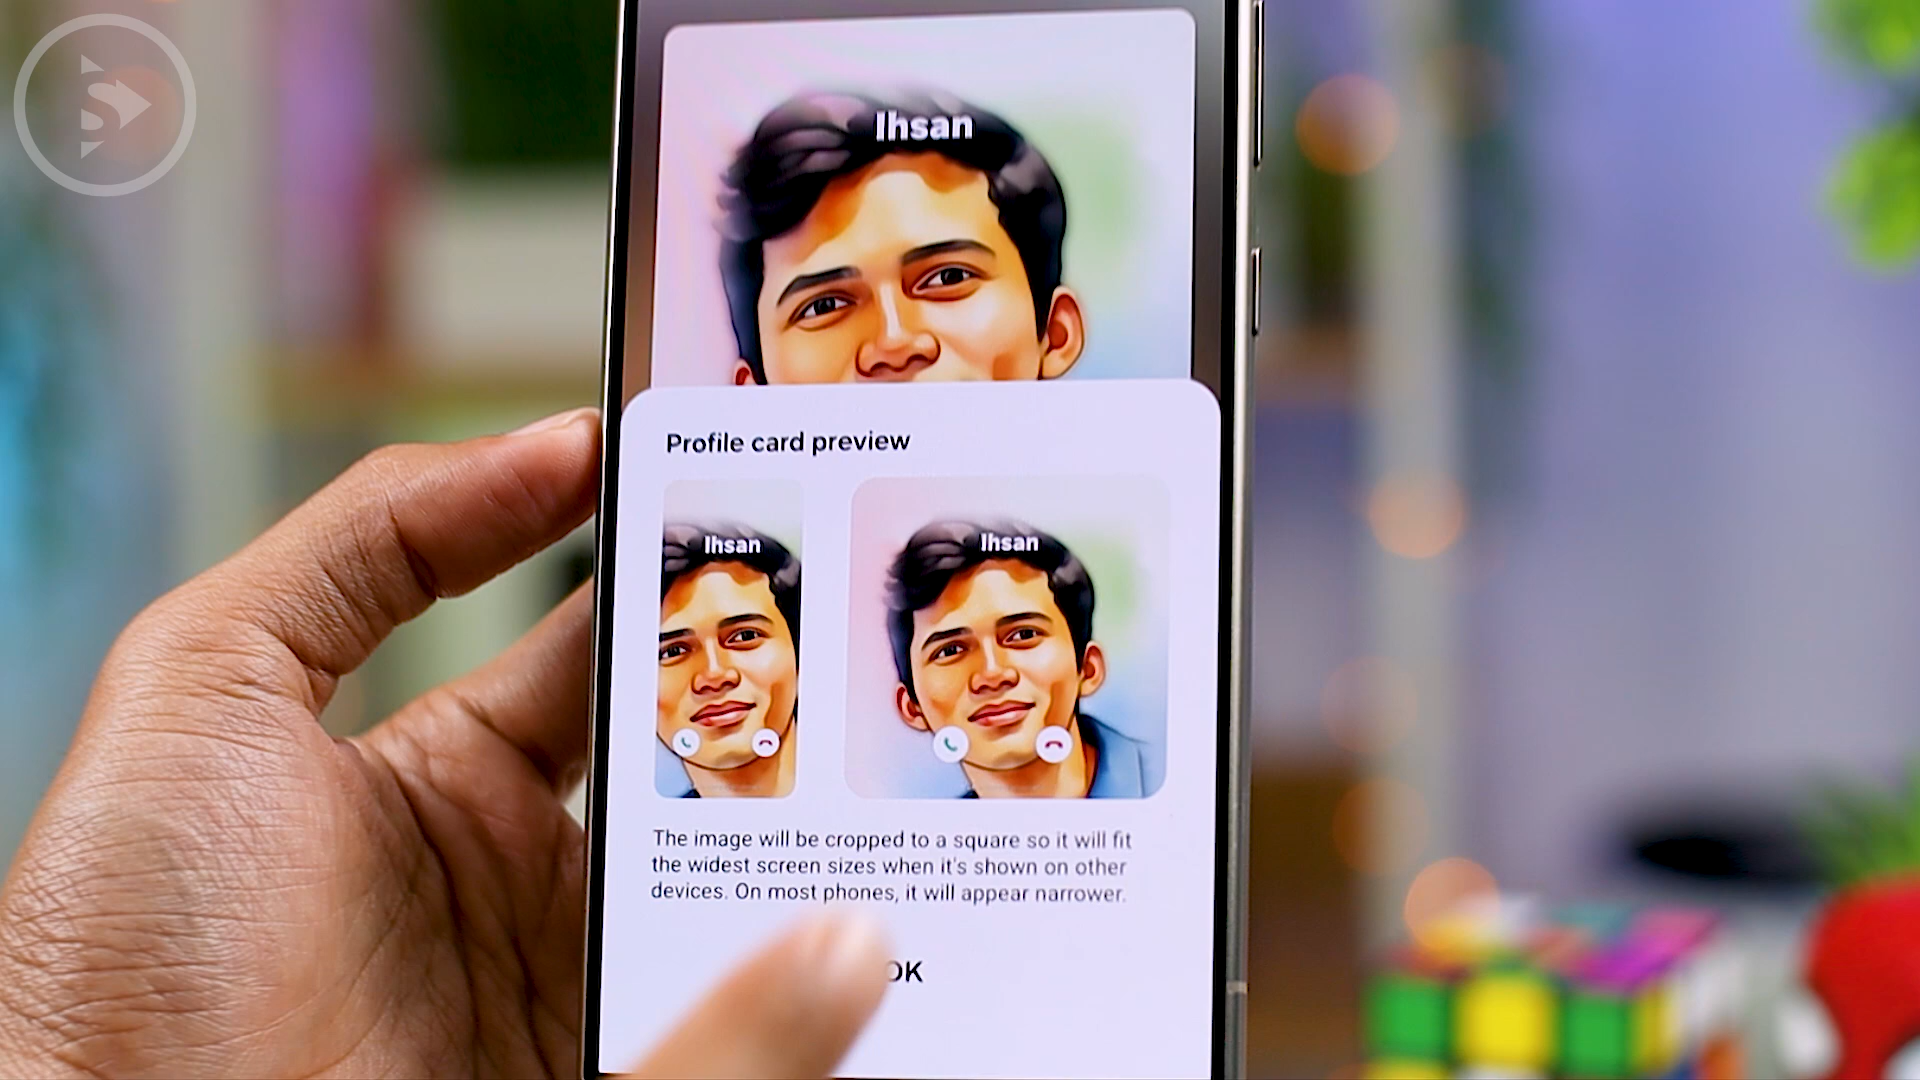 S
Ihsan
Profile card preview
Ihsan
Ihsan
The image will be cropped to a square so it will fit
the widest screen sizes when it's shown on other
devices. On most phones, it will appear narrower.
OK